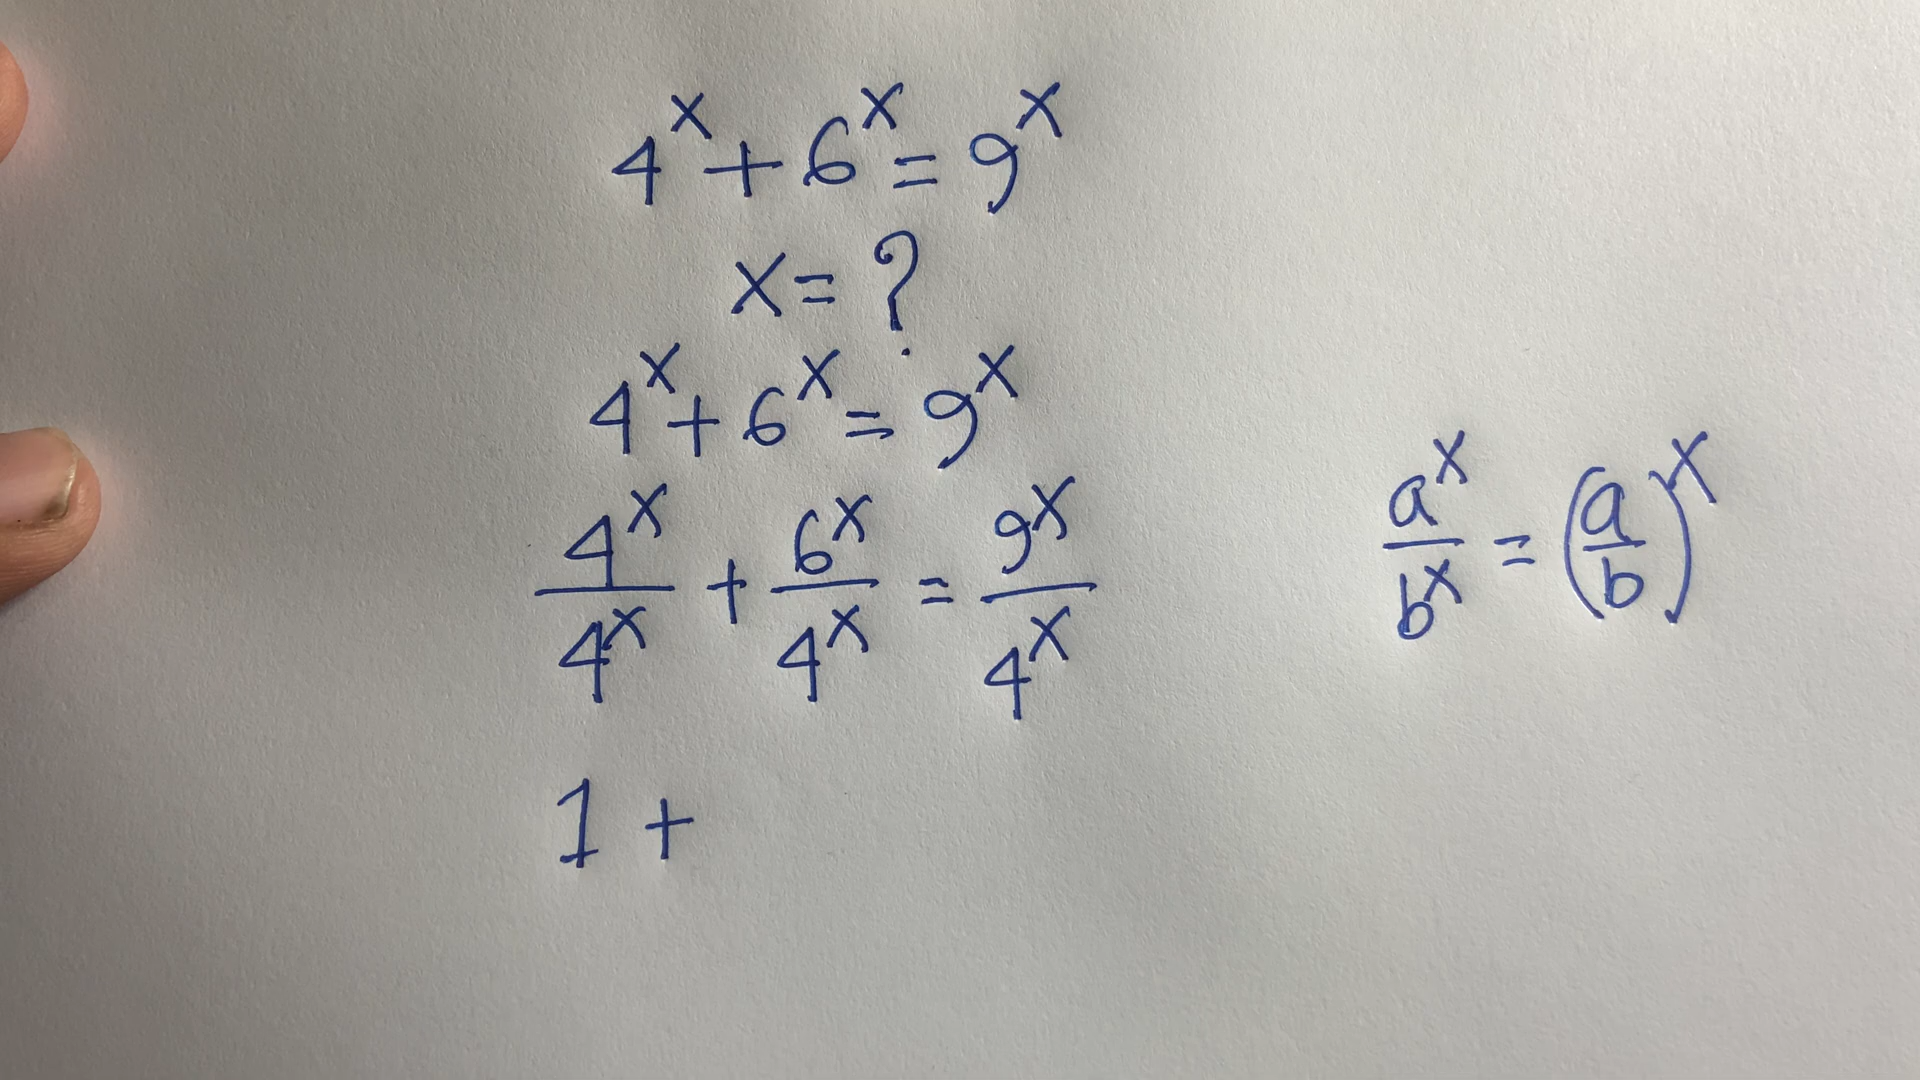 4^x + 6^x = 9^x
x = ?
4^x + 6^x = 9^x
4^x/4^x + 6^x/4^x = 9^x/4^x
a^x/b^x = (a/b)^x
1 +